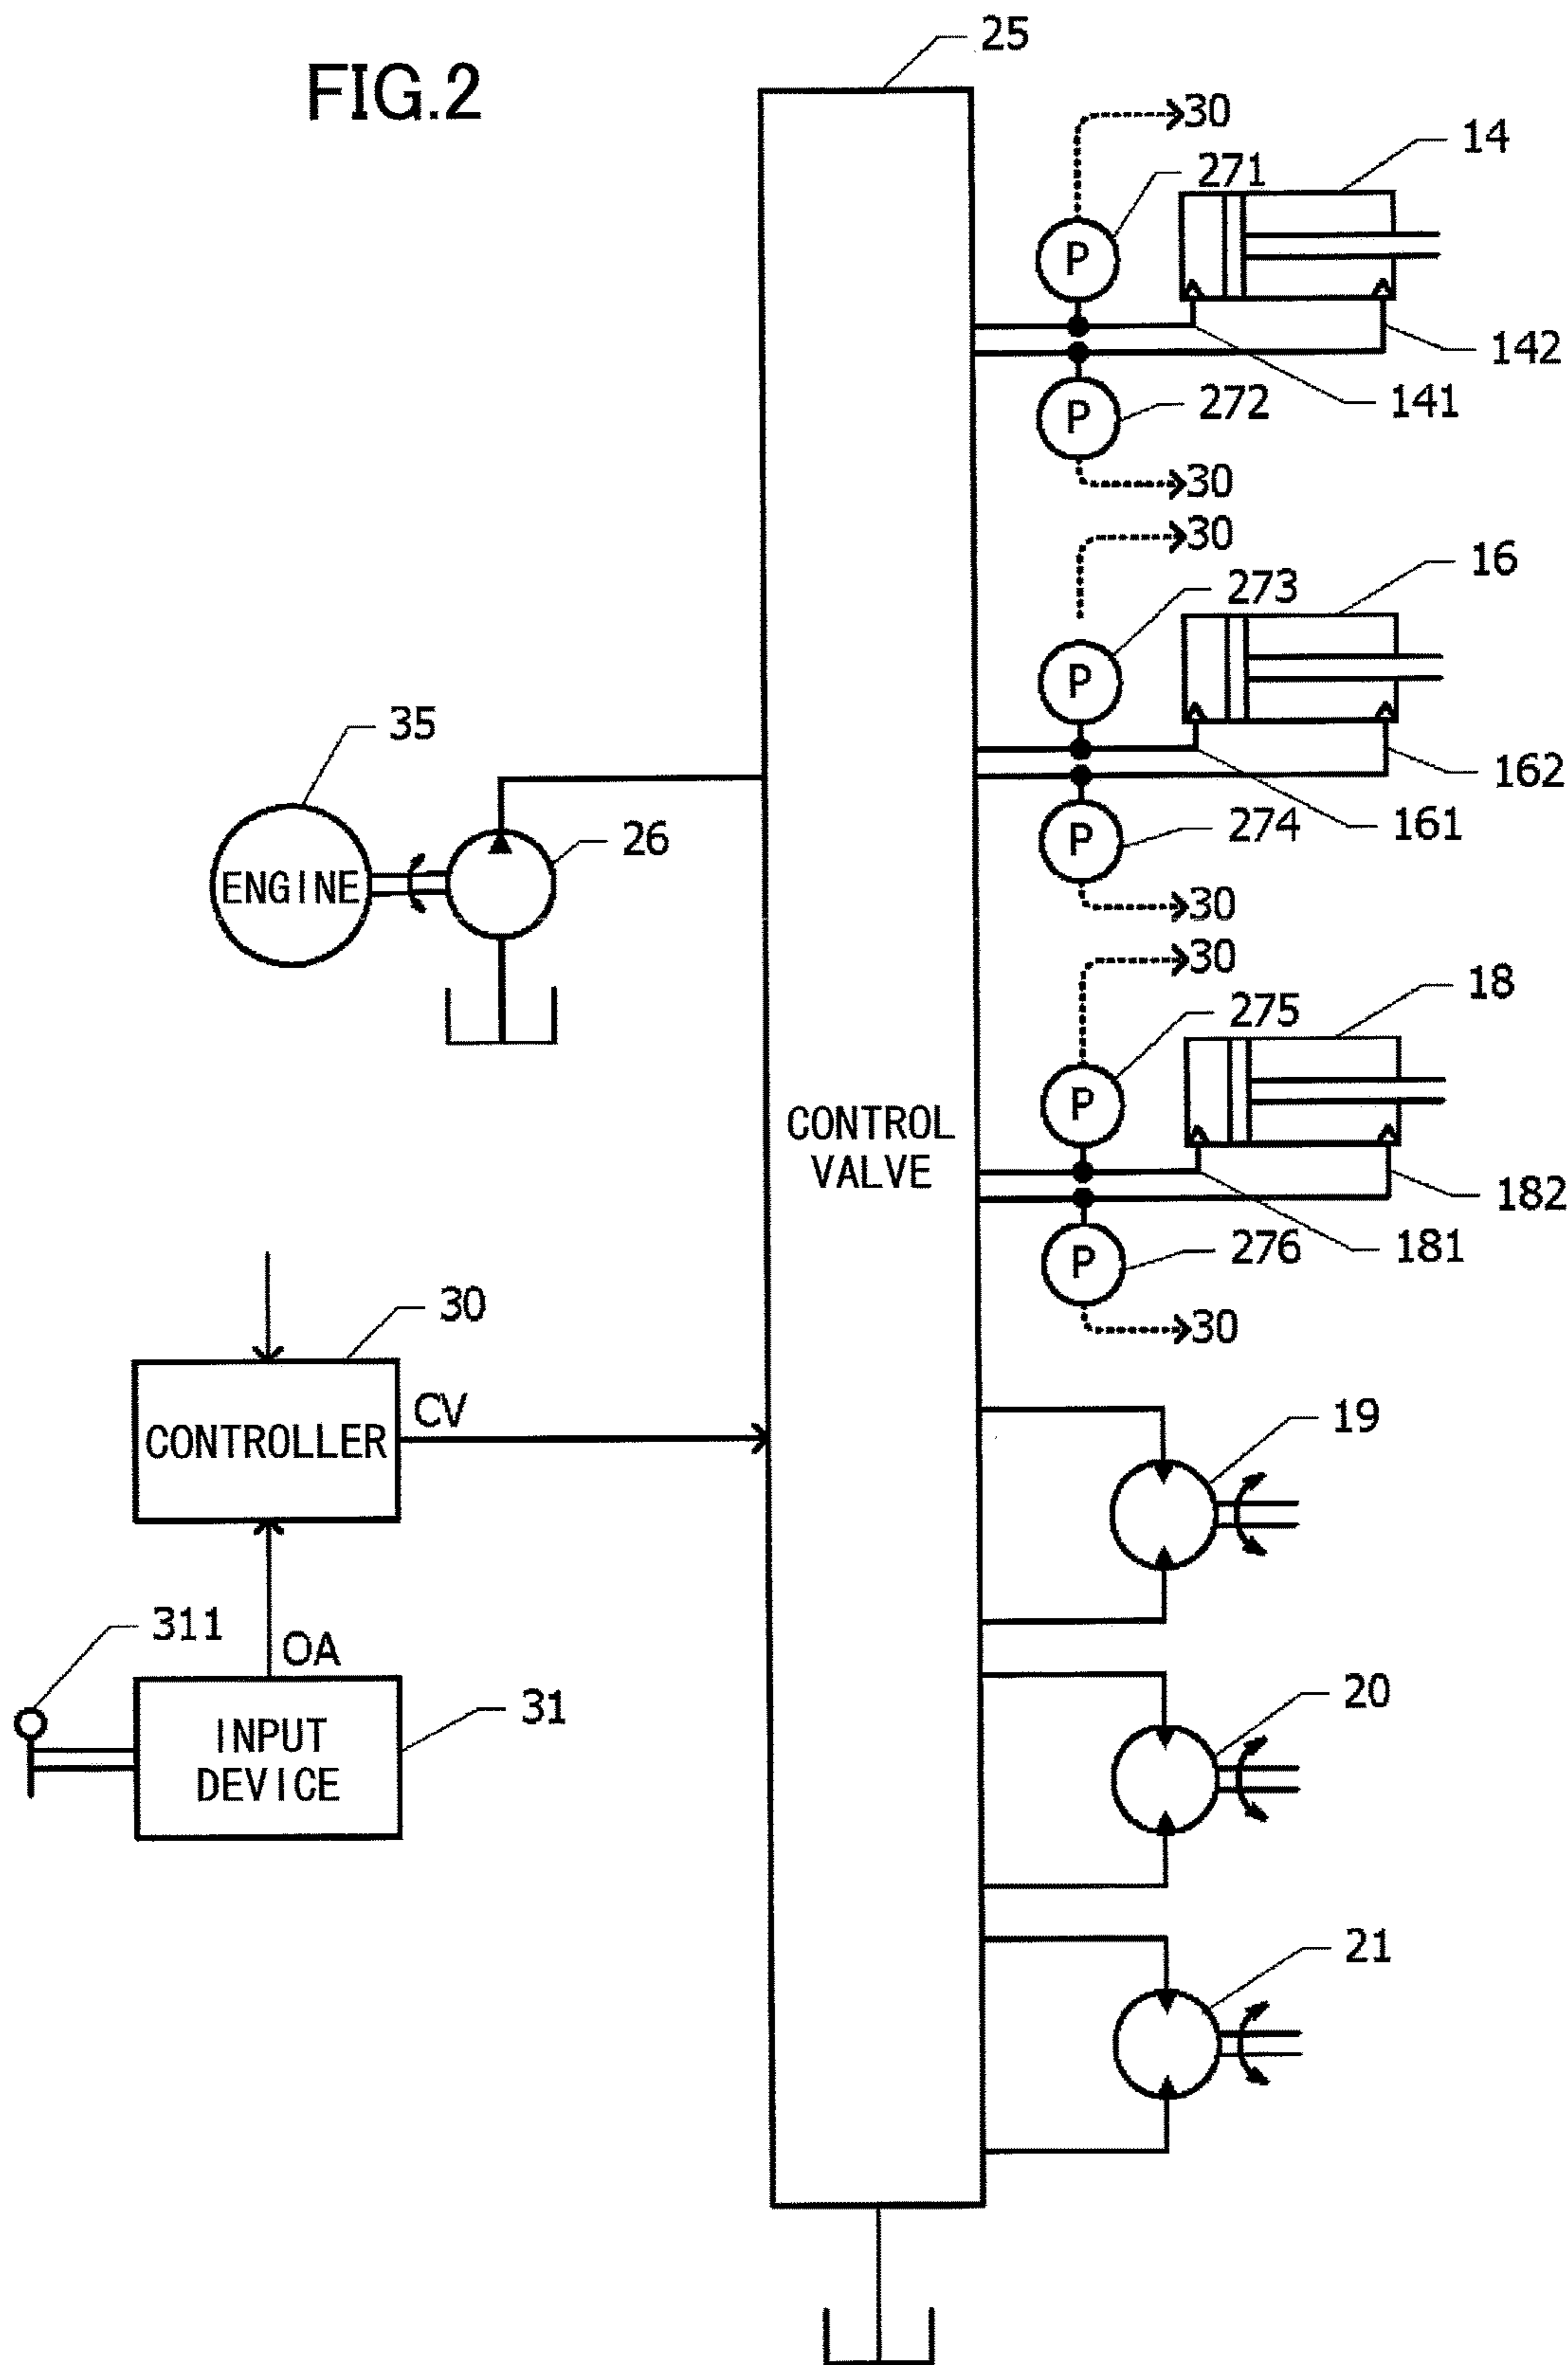 FIG.2
25
30
14
271
P
142
141
272
P
30
30
16
273
P
162
161
274
P
30
35
26
ENGINE
30
18
275
P
CONTROL
VALVE
182
181
276
P
30
30
CV
CONTROLLER
19
311
OA
31
INPUT
DEVICE
20
21